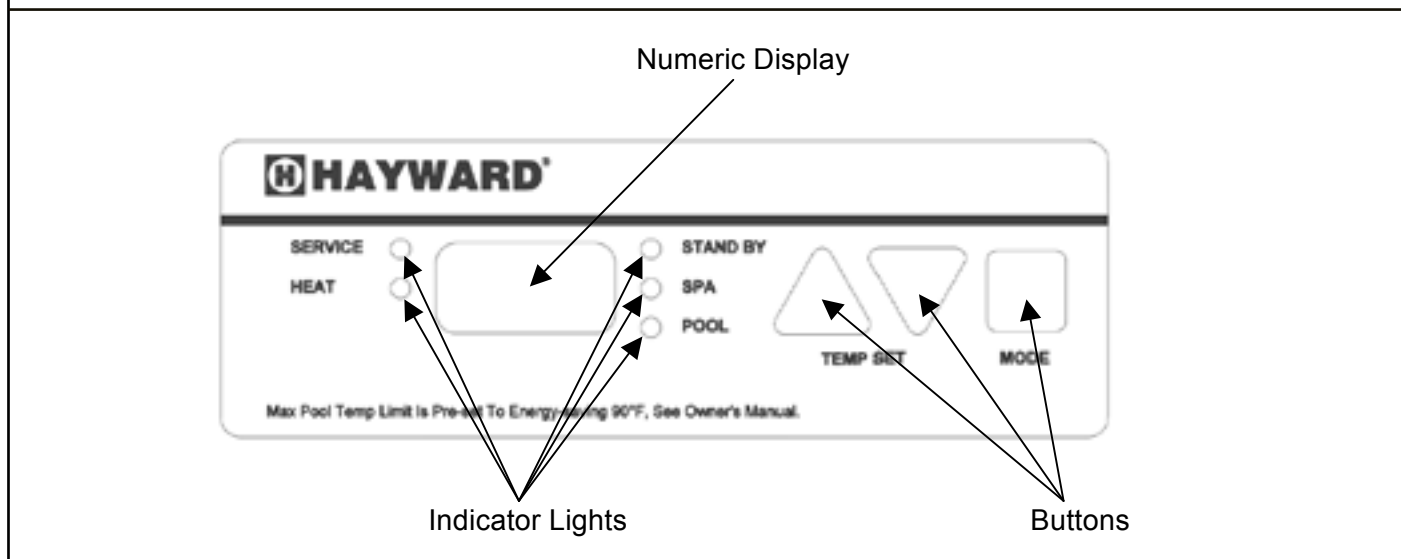 Numeric Display
H HAYWARD®
SERVICE
HEAT
STAND BY
SPA
POOL
TEMP SET
MODE
Max Pool Temp Limit Is Pre-set To Energy-saving 90°F, See Owner's Manual.
Indicator Lights
Buttons